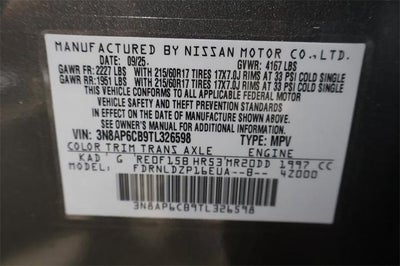 MANUFACTURED BY NISSAN MOTOR CO., LTD.
DATE: 09/25 GVWR: 4167 LBS
GAWR FR: 2227 LBS WITH 215/60R17 TIRES 17X7.0J RIMS AT 33 PSI COLD SINGLE
GAWR RR: 1951 LBS WITH 215/60R17 TIRES 17X7.0J RIMS AT 33 PSI COLD SINGLE
THIS VEHICLE CONFORMS TO ALL APPLICABLE FEDERAL MOTOR
VEHICLE SAFETY AND THEFT PREVENTION STANDARDS
IN EFFECT ON THE DATE OF MANUFACTURE SHOWN ABOVE.
SEE OWNER'S MANUAL FOR ADDITIONAL INFORMATION
VIN: 3N8AP6CB9TL326598 TYPE: MPV
COLOR TRIM TRANS AXLE ENGINE
KAD G RE0F15B HR53 MR20DD 1997 CC
MODEL: FDRNLDZP16EUA--B-- 42000
3N8AP6CB9TL326598